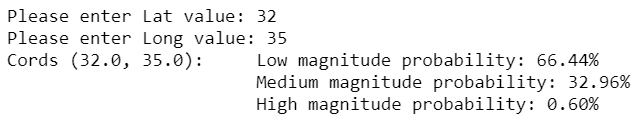 Please enter Lat value: 32
Please enter Long value: 35
Cords (32.0, 35.0): Low magnitude probability: 66.44%
Medium magnitude probability: 32.96%
High magnitude probability: 0.60%